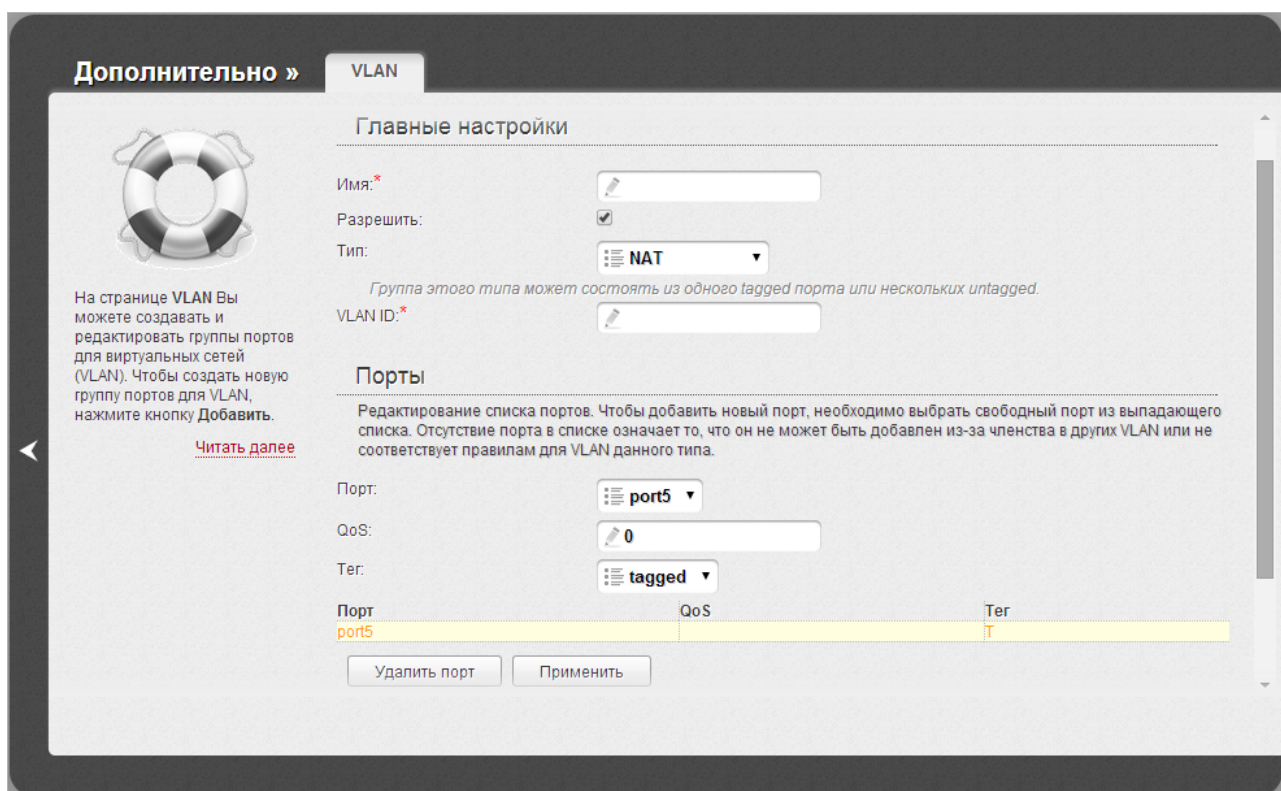 Дополнительно »
VLAN
На странице VLAN Вы
можете создавать и
редактировать группы портов
для виртуальных сетей
(VLAN). Чтобы создать новую
группу портов для VLAN,
нажмите кнопку Добавить.
Читать далее
Главные настройки
Имя:*
Разрешить:
Тип: NAT
Группа этого типа может состоять из одного tagged порта или нескольких untagged.
VLAN ID:*
Порты
Редактирование списка портов. Чтобы добавить новый порт, необходимо выбрать свободный порт из выпадающего
списка. Отсутствие порта в списке означает то, что он не может быть добавлен из-за членства в других VLAN или не
соответствует правилам для VLAN данного типа.
Порт: port5
QoS: 0
Тег: tagged
Порт QoS Тег
port5 T
Удалить порт Применить